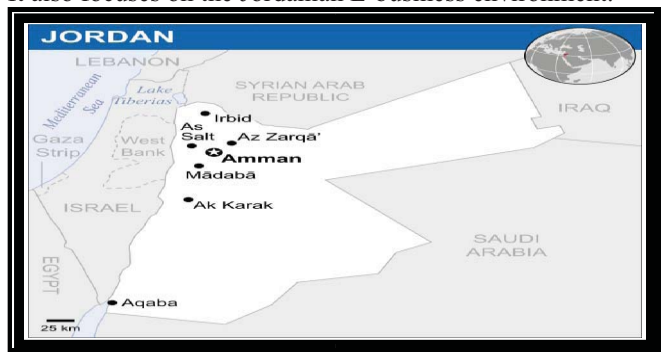 It also focuses on the Jordanian E-business environment.
JORDAN
LEBANON
Mediterranean
Sea
Lake
Tiberias
SYRIAN ARAB
REPUBLIC
IRAQ
Irbid
As
Salt
Az Zarqā'
Gaza
Strip
West
Bank
Amman
Mādabā
Ak Karak
ISRAEL
SAUDI
ARABIA
EGYPT
Aqaba
25 km